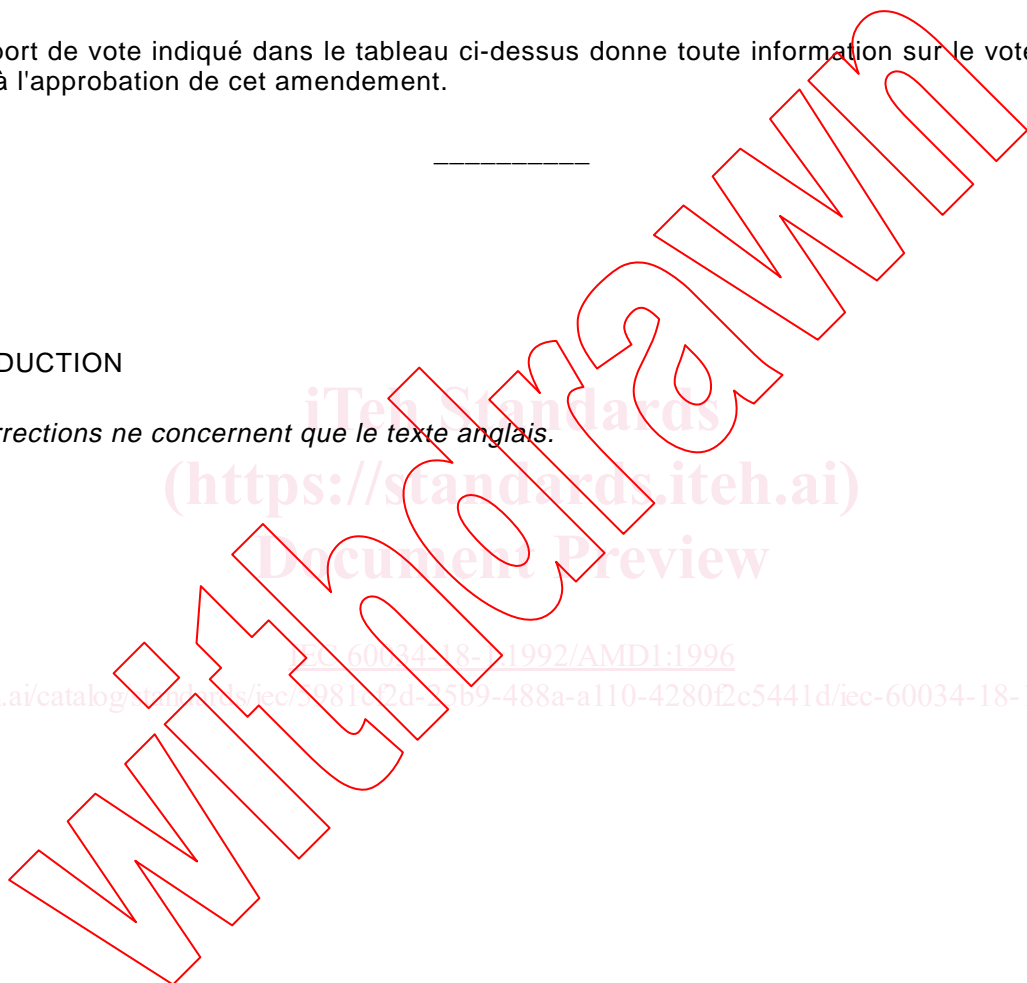 port de vote indiqué dans le tableau ci-dessus donne toute information sur le vote
à l'approbation de cet amendement.
__________
DUCTION
rrections ne concernent que le texte anglais.
iTeh Standards
(https://standards.iteh.ai)
Document Preview
IEC 60034-18-1:1992/AMD1:1996
.ai/catalog/standards/iec/5981cf2d-25b9-488a-a110-4280f2c5441d/iec-60034-18-
withdrawn